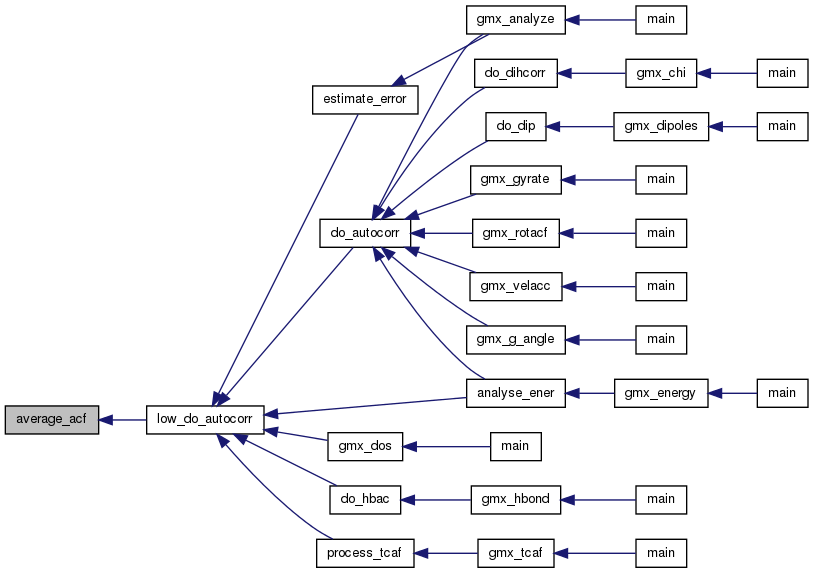 gmx_analyze
main
do_dihcorr
gmx_chi
main
estimate_error
do_dip
gmx_dipoles
main
gmx_gyrate
main
do_autocorr
gmx_rotacf
main
gmx_velacc
main
gmx_g_angle
main
analyse_ener
gmx_energy
main
average_acf
low_do_autocorr
gmx_dos
main
do_hbac
gmx_hbond
main
process_tcaf
gmx_tcaf
main